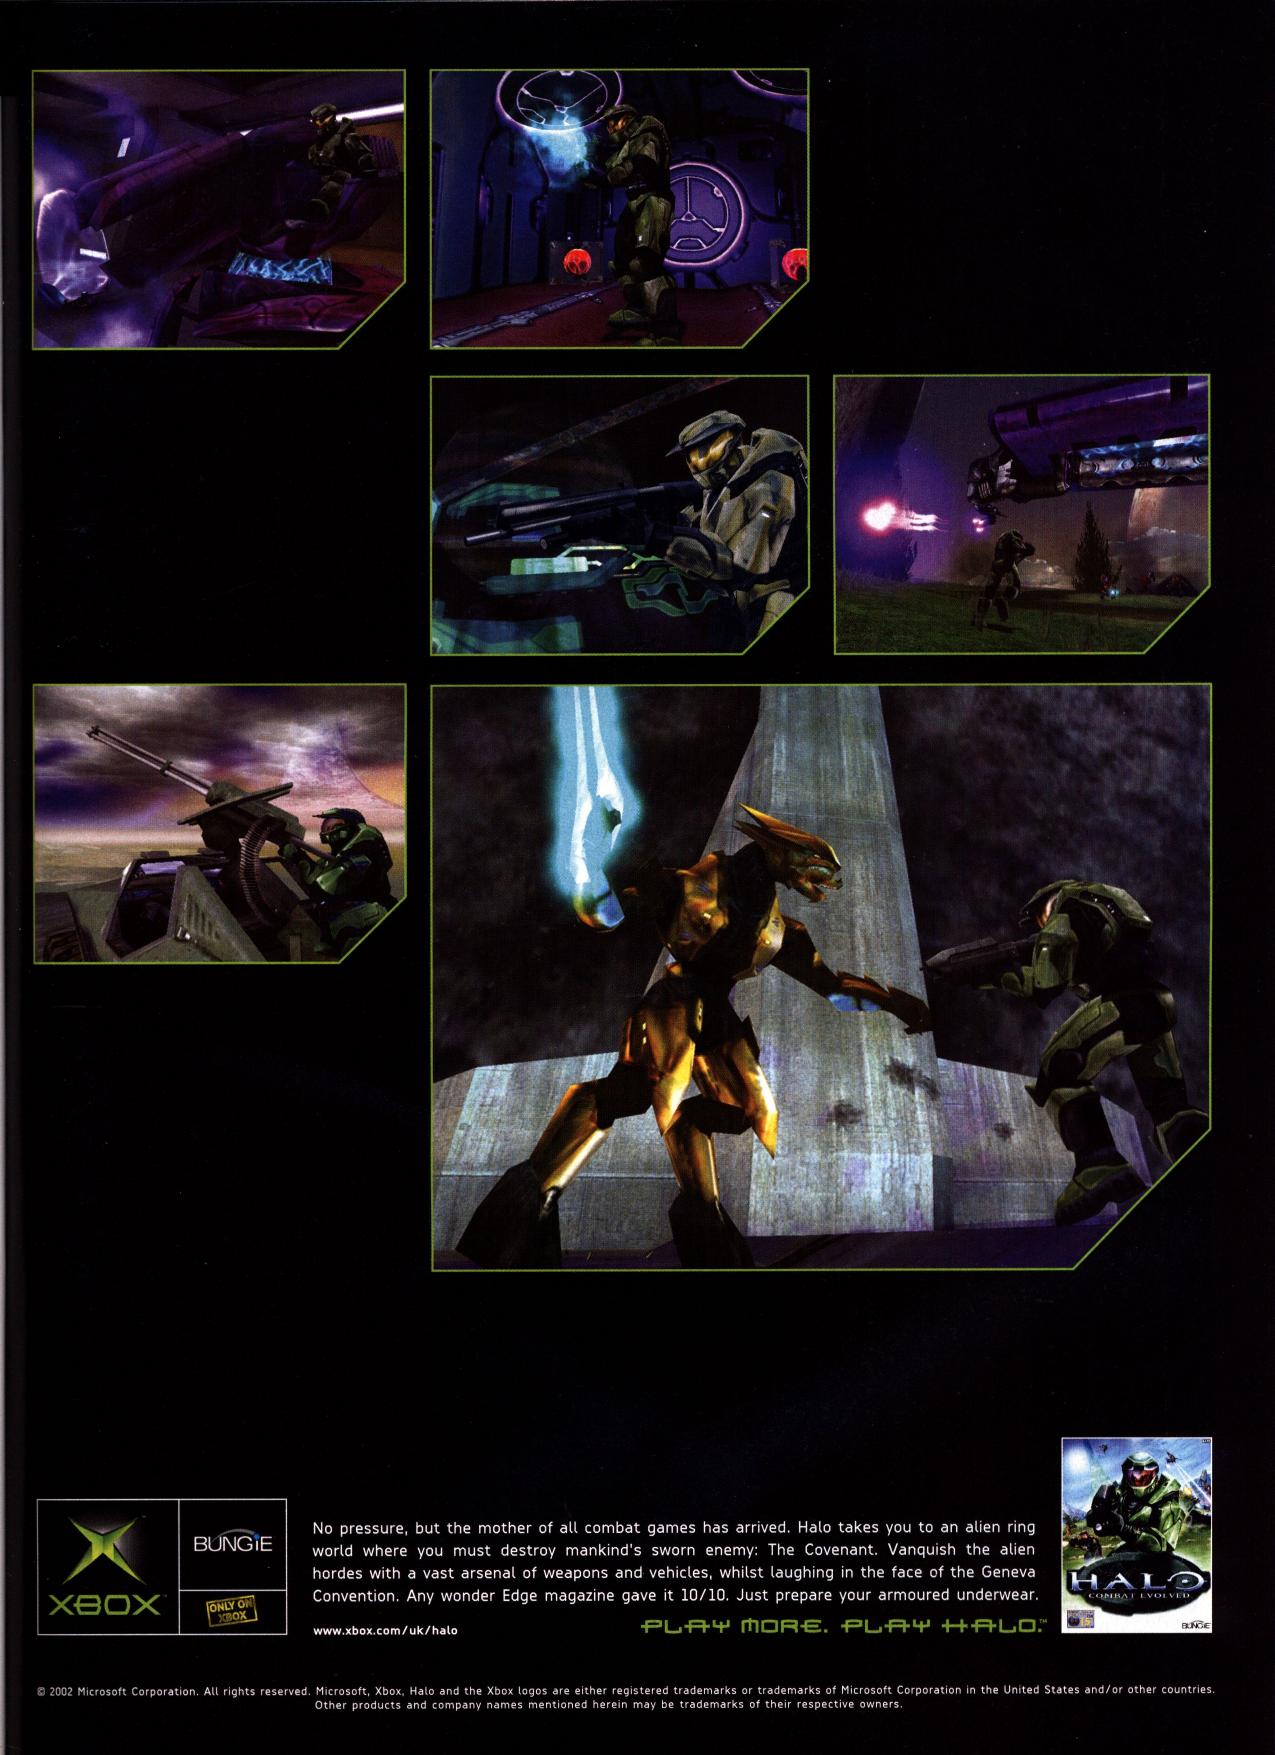 XBOX
BUNGiE
ONLY ON
XBOX
No pressure, but the mother of all combat games has arrived. Halo takes you to an alien ring
world where you must destroy mankind's sworn enemy: The Covenant. Vanquish the alien
hordes with a vast arsenal of weapons and vehicles, whilst laughing in the face of the Geneva
Convention. Any wonder Edge magazine gave it 10/10. Just prepare your armoured underwear.
www.xbox.com/uk/halo
PLAY MORE. PLAY HALO.™
HALO
COMBAT EVOLVED
15
BUNGiE
© 2002 Microsoft Corporation. All rights reserved. Microsoft, Xbox, Halo and the Xbox logos are either registered trademarks or trademarks of Microsoft Corporation in the United States and/or other countries.
Other products and company names mentioned herein may be trademarks of their respective owners.